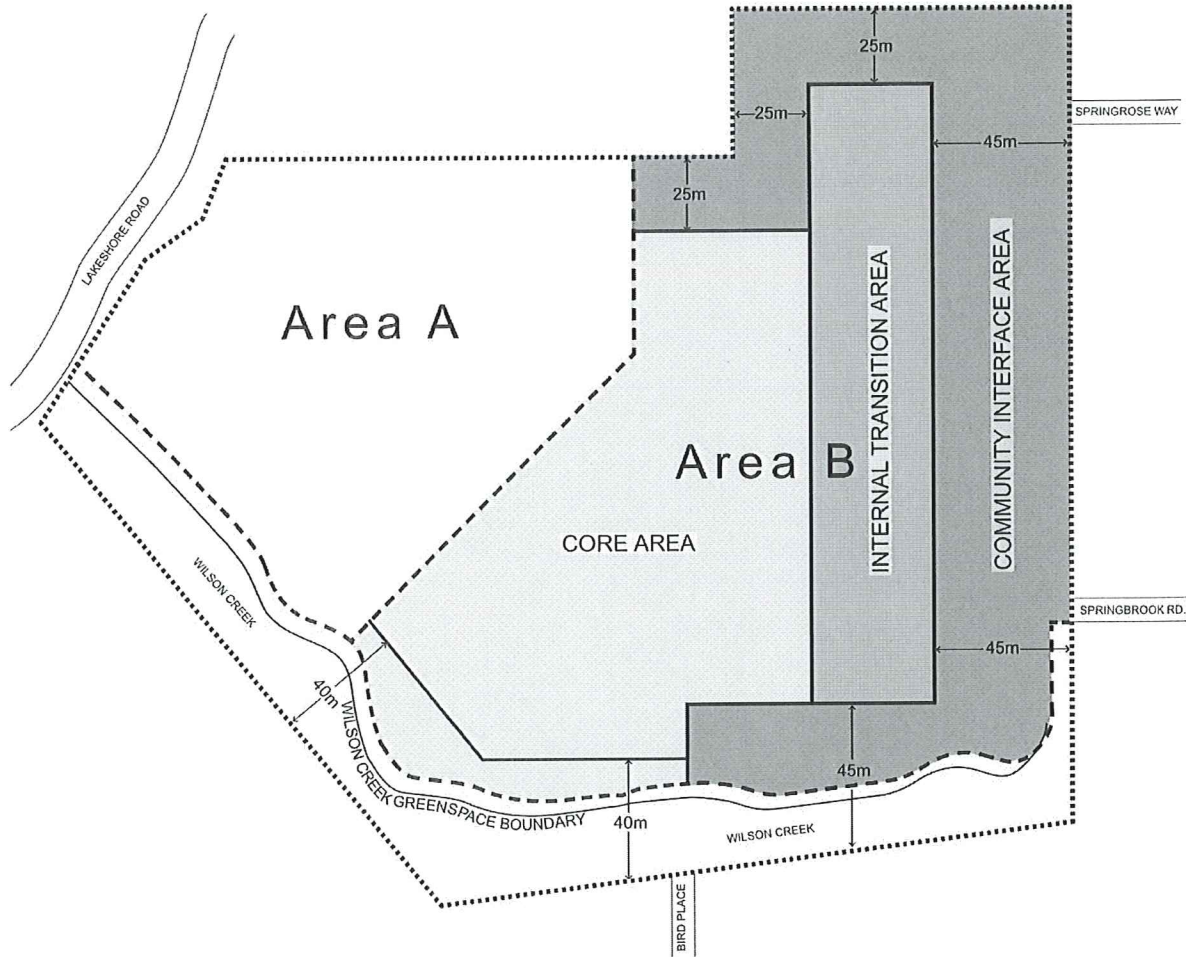 25m
25m
SPRINGROSE WAY
45m
25m
LAKESHORE ROAD
Area A
INTERNAL TRANSITION AREA
COMMUNITY INTERFACE AREA
Area B
CORE AREA
WILSON CREEK
SPRINGBROOK RD.
45m
40m
WILSON CREEK GREENSPACE BOUNDARY
45m
40m
WILSON CREEK
BIRD PLACE